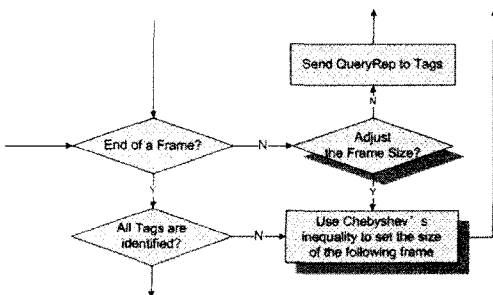 Send QueryRep to Tags
N
End of a Frame?
N
Adjust
the Frame Size?
Y
Y
All Tags are
identified?
N
Use Chebyshev's
inequality to set the size
of the following frame